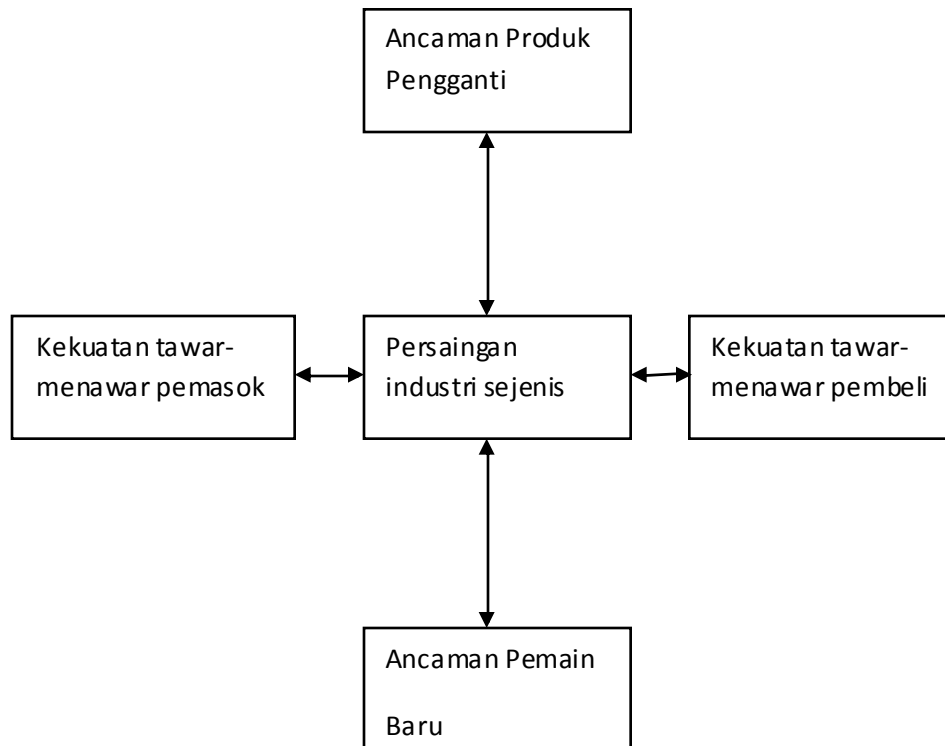 Ancaman Produk
Pengganti
Kekuatan tawar-
menawar pemasok
Persaingan
industri sejenis
Kekuatan tawar-
menawar pembeli
Ancaman Pemain
Baru